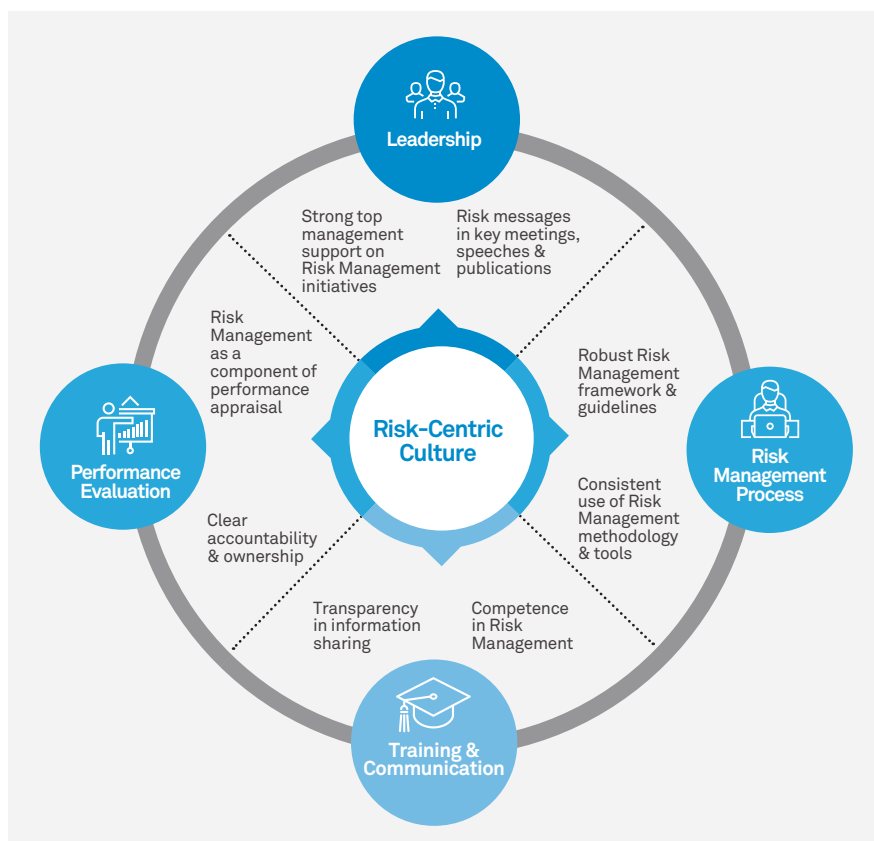 Leadership
Strong top
management
support on
Risk Management
initiatives
Risk messages
in key meetings,
speeches &
publications
Risk
Management
as a
component of
performance
appraisal
Robust Risk
Management
framework &
guidelines
Performance
Evaluation
Risk-Centric
Culture
Risk
Management
Process
Clear
accountability
& ownership
Consistent
use of Risk
Management
methodology
& tools
Transparency
in information
sharing
Competence
in Risk
Management
Training &
Communication